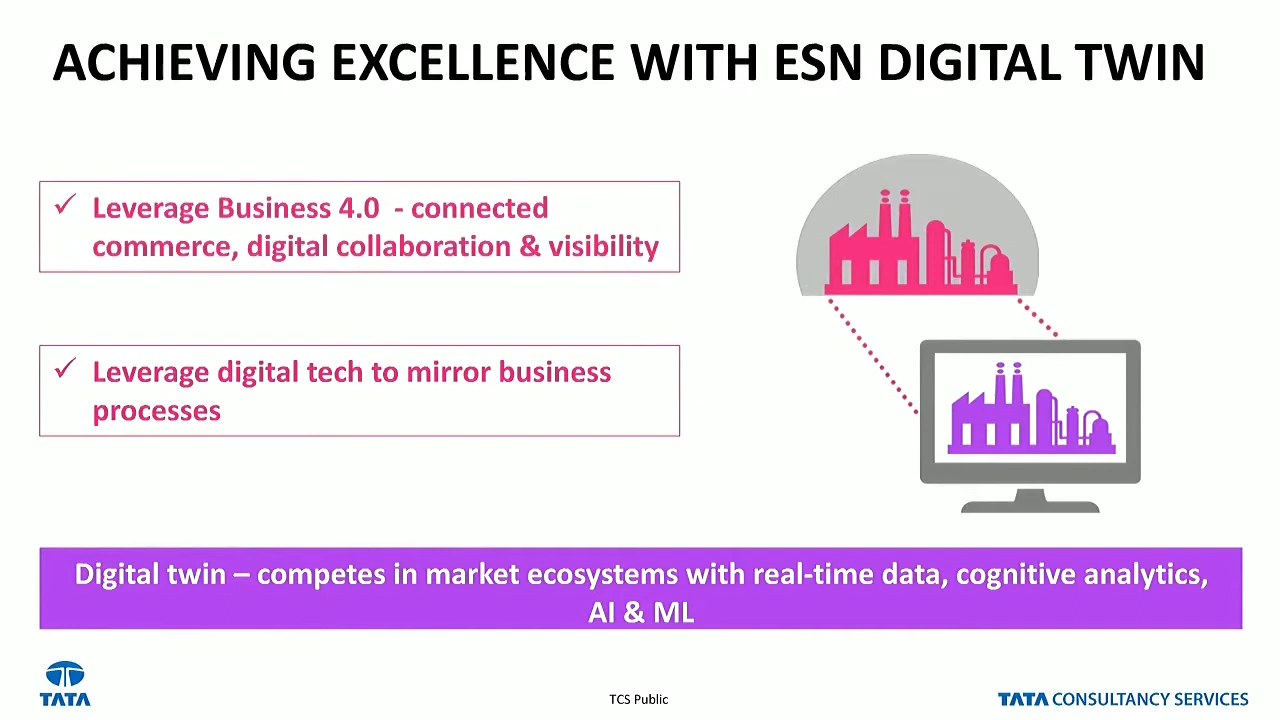 ACHIEVING EXCELLENCE WITH ESN DIGITAL TWIN
✓ Leverage Business 4.0 - connected
commerce, digital collaboration & visibility
✓ Leverage digital tech to mirror business
processes
Digital twin – competes in market ecosystems with real-time data, cognitive analytics,
AI & ML
TATA
TCS Public
TATA CONSULTANCY SERVICES